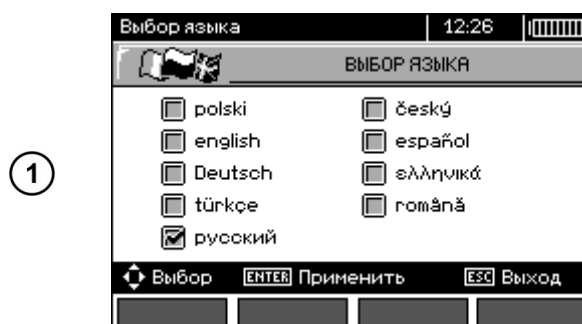 Выбор языка 12:26
ВЫБОР ЯЗЫКА
polski český
english español
Deutsch ελληνικά
türkçe română
русский
1
Выбор ENTER Применить ESC Выход